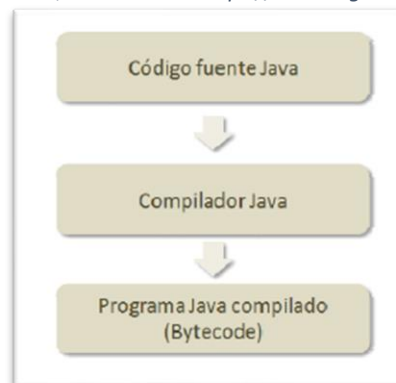 Código fuente Java
Compilador Java
Programa Java compilado
(Bytecode)